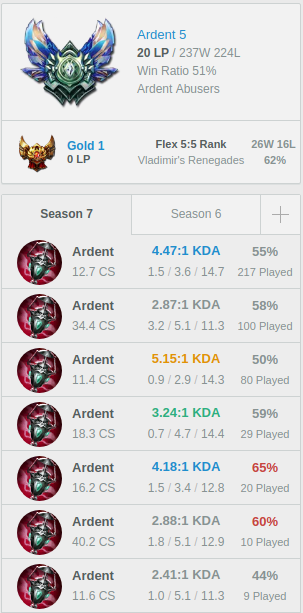 Ardent 5
20 LP / 237W 224L
Win Ratio 51%
Ardent Abusers
Gold 1 Flex 5:5 Rank 26W 16L
0 LP Vladimir's Renegades 62%
Season 7 Season 6
Ardent 4.47:1 KDA 55%
12.7 CS 1.5 / 3.6 / 14.7 217 Played
Ardent 2.87:1 KDA 58%
34.4 CS 3.2 / 5.1 / 11.3 100 Played
Ardent 5.15:1 KDA 50%
11.4 CS 0.9 / 2.9 / 14.3 80 Played
Ardent 3.24:1 KDA 59%
18.3 CS 0.7 / 4.7 / 14.4 29 Played
Ardent 4.18:1 KDA 65%
16.2 CS 1.5 / 3.4 / 12.8 20 Played
Ardent 2.88:1 KDA 60%
40.2 CS 1.8 / 5.1 / 12.9 10 Played
Ardent 2.41:1 KDA 44%
11.6 CS 1.0 / 5.1 / 11.3 9 Played